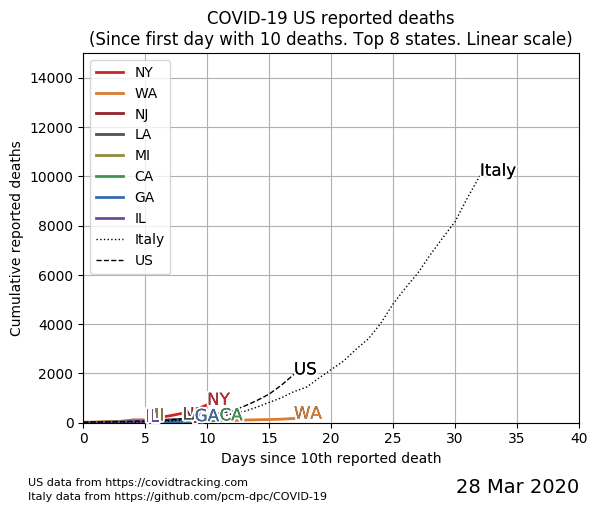 COVID-19 US reported deaths
(Since first day with 10 deaths. Top 8 states. Linear scale)
Cumulative reported deaths
14000
12000
10000
8000
6000
4000
2000
0
NY
WA
NJ
LA
MI
CA
GA
IL
Italy
US
Italy
US
NY
WA
CA
GA
0
5
10
15
20
25
30
35
40
Days since 10th reported death
US data from https://covidtracking.com
Italy data from https://github.com/pcm-dpc/COVID-19
28 Mar 2020